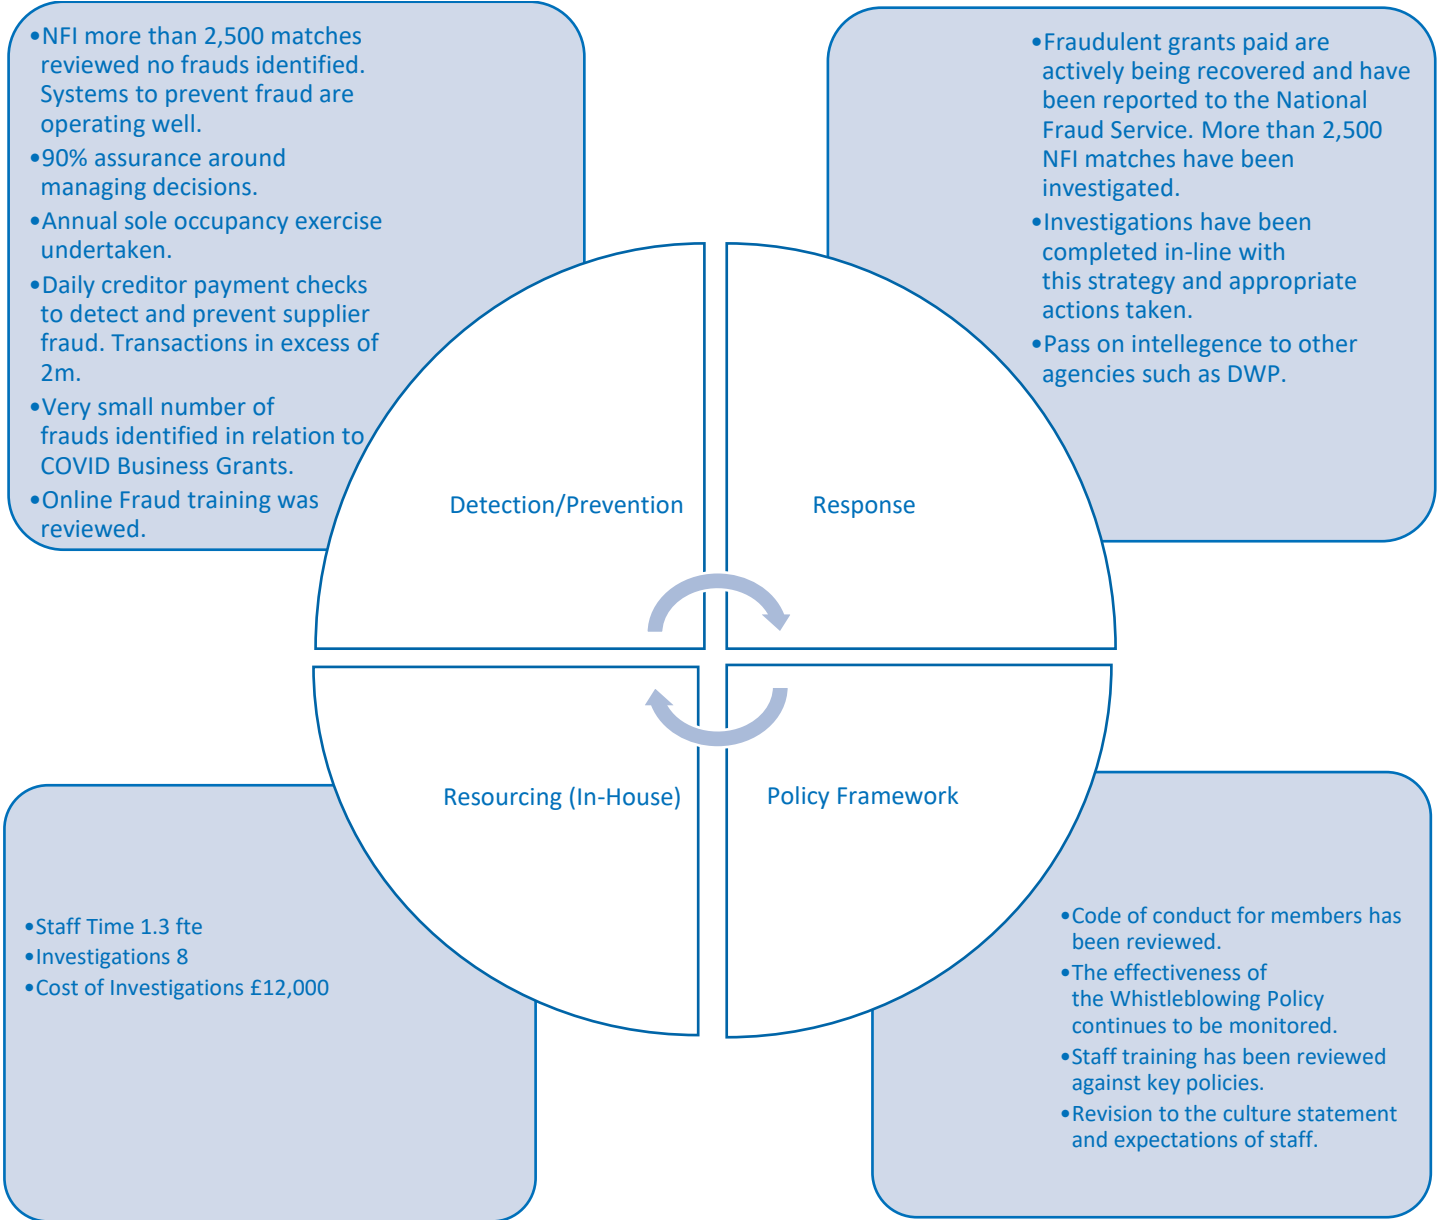 •NFI more than 2,500 matches
reviewed no frauds identified.
Systems to prevent fraud are
operating well.
•90% assurance around
managing decisions.
•Annual sole occupancy exercise
undertaken.
•Daily creditor payment checks
to detect and prevent supplier
fraud. Transactions in excess of
2m.
•Very small number of
frauds identified in relation to
COVID Business Grants.
•Online Fraud training was
reviewed.
•Fraudulent grants paid are
actively being recovered and have
been reported to the National
Fraud Service. More than 2,500
NFI matches have been
investigated.
•Investigations have been
completed in-line with
this strategy and appropriate
actions taken.
•Pass on intellegence to other
agencies such as DWP.
Detection/Prevention
Response
Resourcing (In-House)
Policy Framework
•Staff Time 1.3 fte
•Investigations 8
•Cost of Investigations £12,000
•Code of conduct for members has
been reviewed.
•The effectiveness of
the Whistleblowing Policy
continues to be monitored.
•Staff training has been reviewed
against key policies.
•Revision to the culture statement
and expectations of staff.